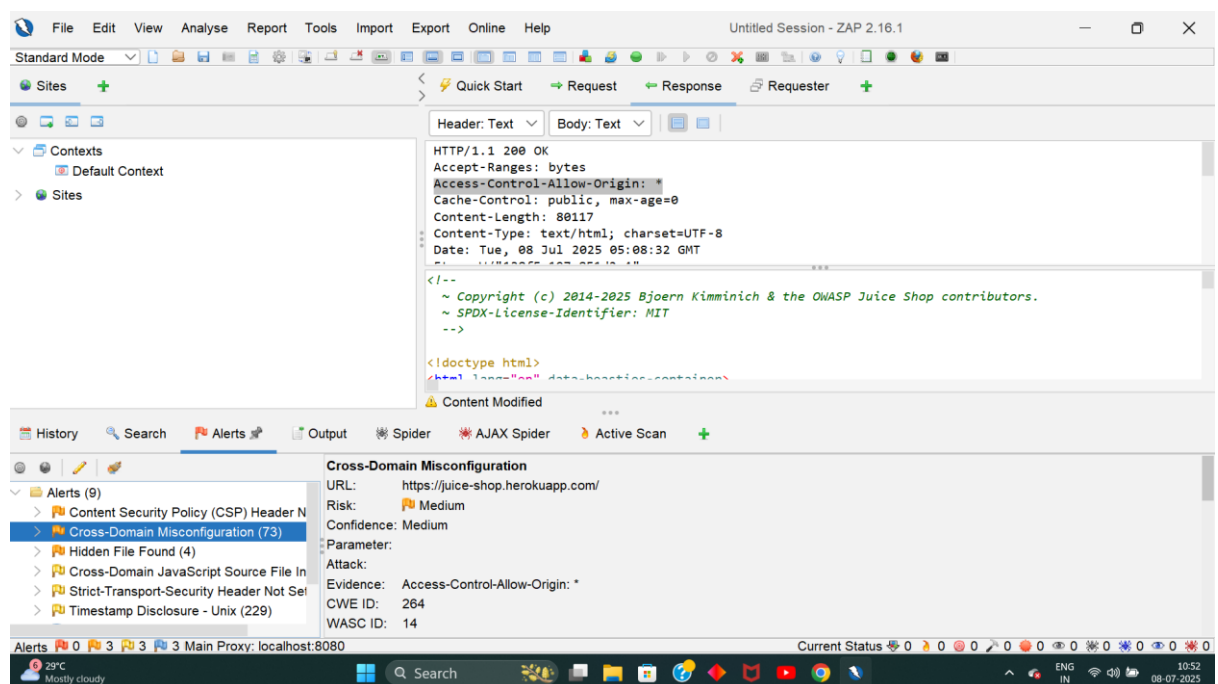 File Edit View Analyse Report Tools Import Export Online Help Untitled Session - ZAP 2.16.1
Standard Mode
Sites
Quick Start Request Response Requester
Header: Text Body: Text
Contexts
Default Context
Sites
HTTP/1.1 200 OK
Accept-Ranges: bytes
Access-Control-Allow-Origin: *
Cache-Control: public, max-age=0
Content-Length: 80117
Content-Type: text/html; charset=UTF-8
Date: Tue, 08 Jul 2025 05:08:32 GMT
<!--
~ Copyright (c) 2014-2025 Bjoern Kimminich & the OWASP Juice Shop contributors.
~ SPDX-License-Identifier: MIT
-->
<!doctype html>
<html lang="en" data-beasties-container>
Content Modified
History Search Alerts Output Spider AJAX Spider Active Scan
Alerts (9)
Content Security Policy (CSP) Header N
Cross-Domain Misconfiguration (73)
Hidden File Found (4)
Cross-Domain JavaScript Source File In
Strict-Transport-Security Header Not Set
Timestamp Disclosure - Unix (229)
Cross-Domain Misconfiguration
URL: https://juice-shop.herokuapp.com/
Risk: Medium
Confidence: Medium
Parameter:
Attack:
Evidence: Access-Control-Allow-Origin: *
CWE ID: 264
WASC ID: 14
Alerts 0 3 3 3 Main Proxy: localhost:8080 Current Status 0 0 0 0 0 0 0 0 0 0
6 29°C
Mostly cloudy
Search
ENG
IN
10:52
08-07-2025